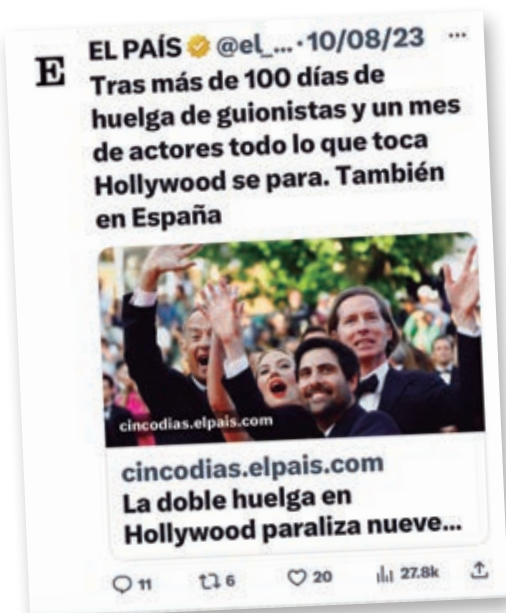 E
EL PAÍS @el_... · 10/08/23 ...
Tras más de 100 días de
huelga de guionistas y un mes
de actores todo lo que toca
Hollywood se para. También
en España
cincodias.elpais.com
cincodias.elpais.com
La doble huelga en
Hollywood paraliza nueve...
11 6 20 27.8k